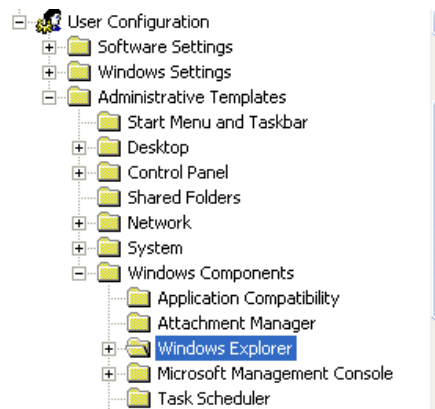 User Configuration
Software Settings
Windows Settings
Administrative Templates
Start Menu and Taskbar
Desktop
Control Panel
Shared Folders
Network
System
Windows Components
Application Compatibility
Attachment Manager
Windows Explorer
Microsoft Management Console
Task Scheduler